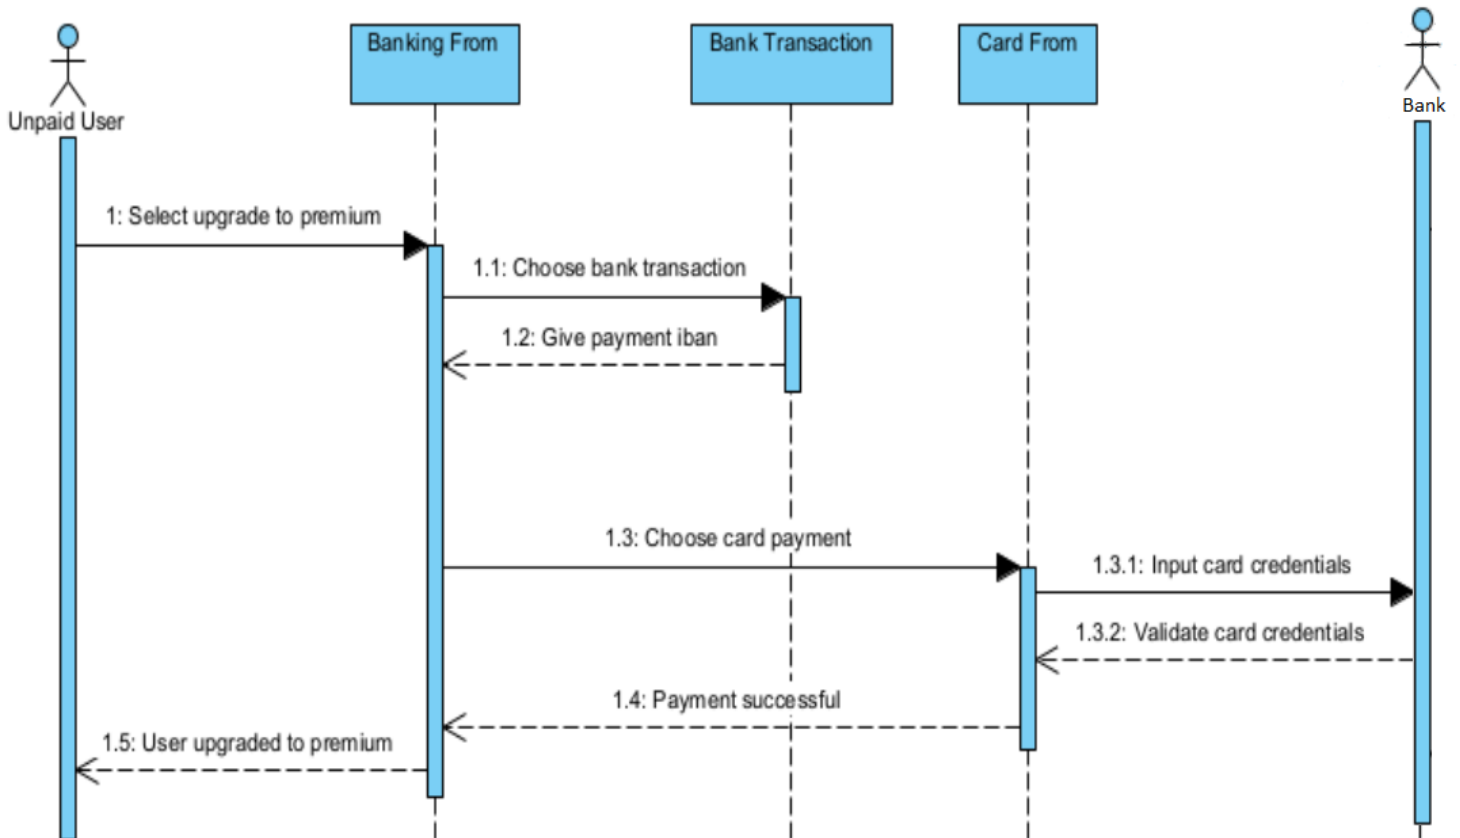 Banking From
Bank Transaction
Card From
Unpaid User
Bank
1: Select upgrade to premium
1.1: Choose bank transaction
1.2: Give payment iban
1.3: Choose card payment
1.3.1: Input card credentials
1.3.2: Validate card credentials
1.4: Payment successful
1.5: User upgraded to premium